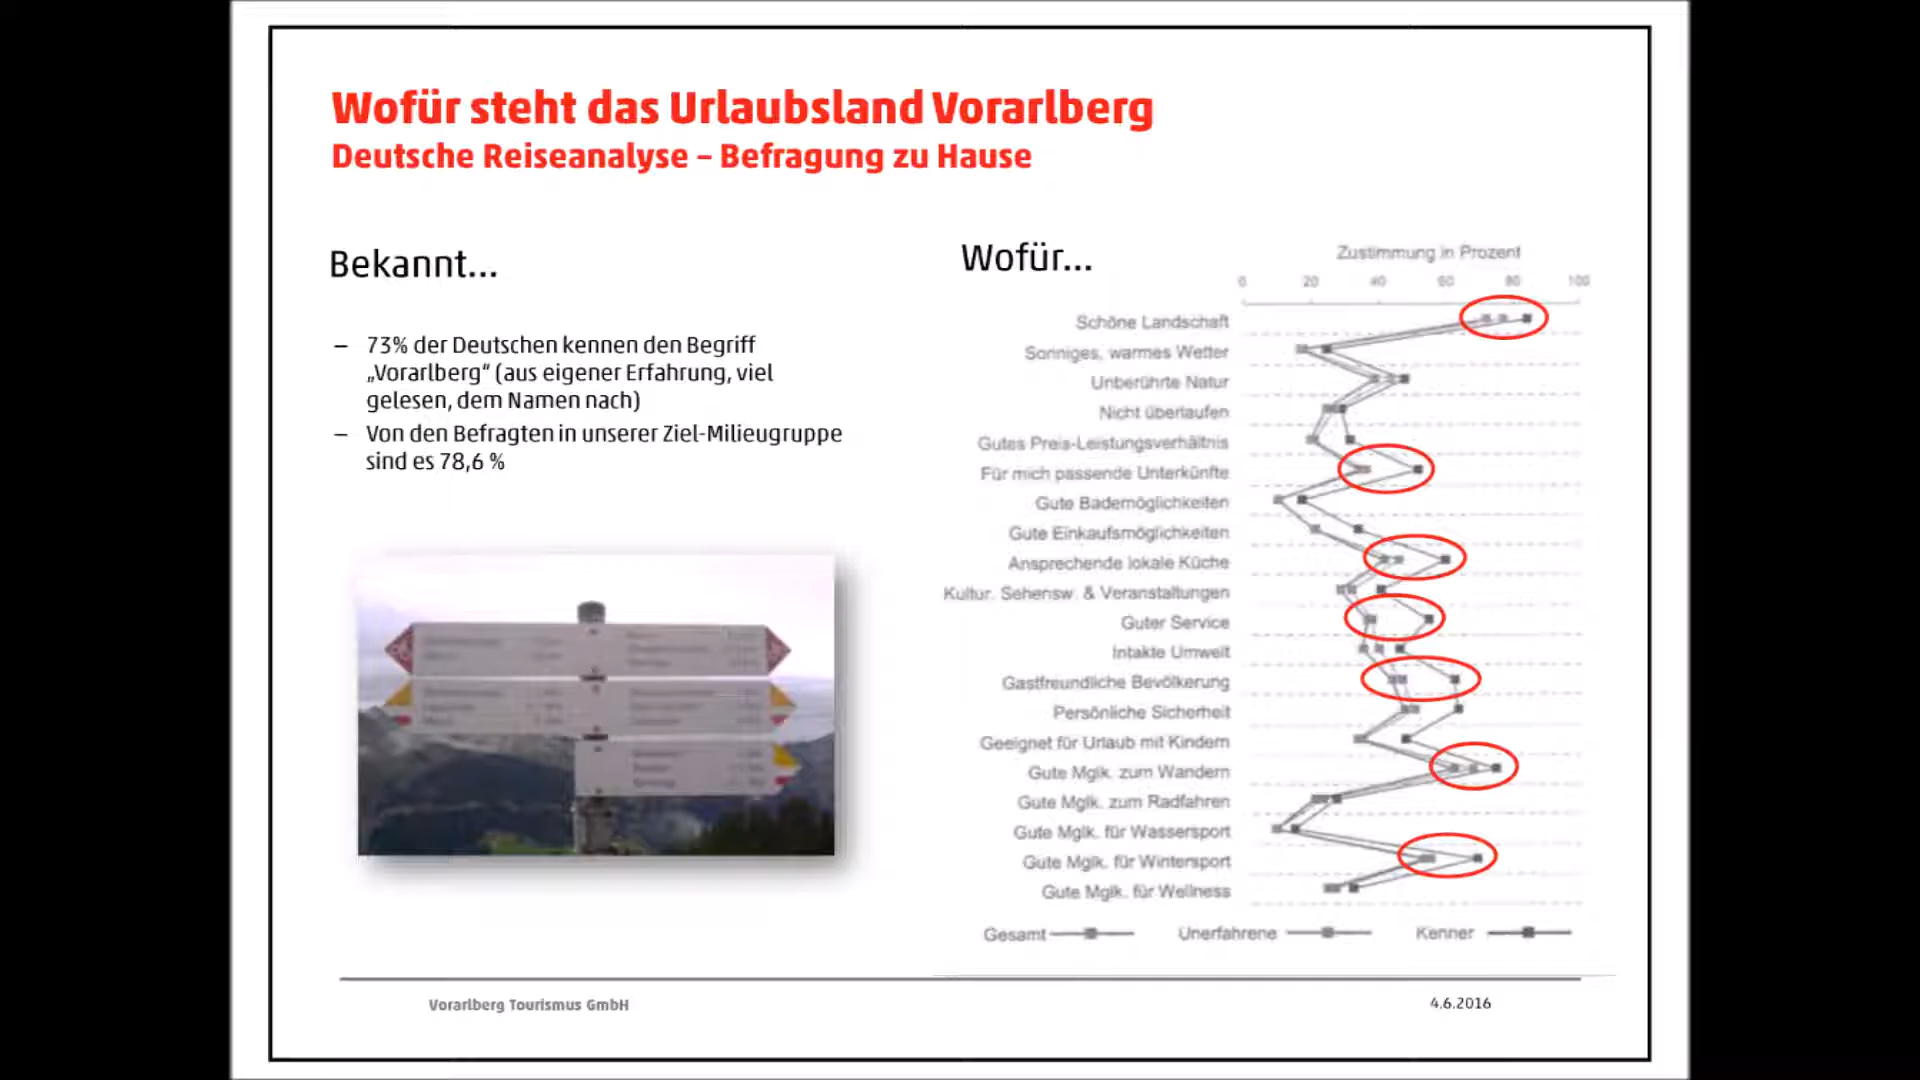 Wofür steht das Urlaubsland Vorarlberg
Deutsche Reiseanalyse – Befragung zu Hause
Bekannt...
– 73% der Deutschen kennen den Begriff
„Vorarlberg“ (aus eigener Erfahrung, viel
gelesen, dem Namen nach)
– Von den Befragten in unserer Ziel-Milieugruppe
sind es 78,6 %
Wofür...
Zustimmung in Prozent
0 20 40 60 80 100
Schöne Landschaft
Sonniges, warmes Wetter
Unberührte Natur
Nicht überlaufen
Gutes Preis-Leistungsverhältnis
Für mich passende Unterkünfte
Gute Bademöglichkeiten
Gute Einkaufsmöglichkeiten
Ansprechende lokale Küche
Kultur. Sehensw. & Veranstaltungen
Guter Service
Intakte Umwelt
Gastfreundliche Bevölkerung
Persönliche Sicherheit
Geeignet für Urlaub mit Kindern
Gute Mglk. zum Wandern
Gute Mglk. zum Radfahren
Gute Mglk. für Wassersport
Gute Mglk. für Wintersport
Gute Mglk. für Wellness
Gesamt Unerfahrene Kenner
Vorarlberg Tourismus GmbH
4.6.2016